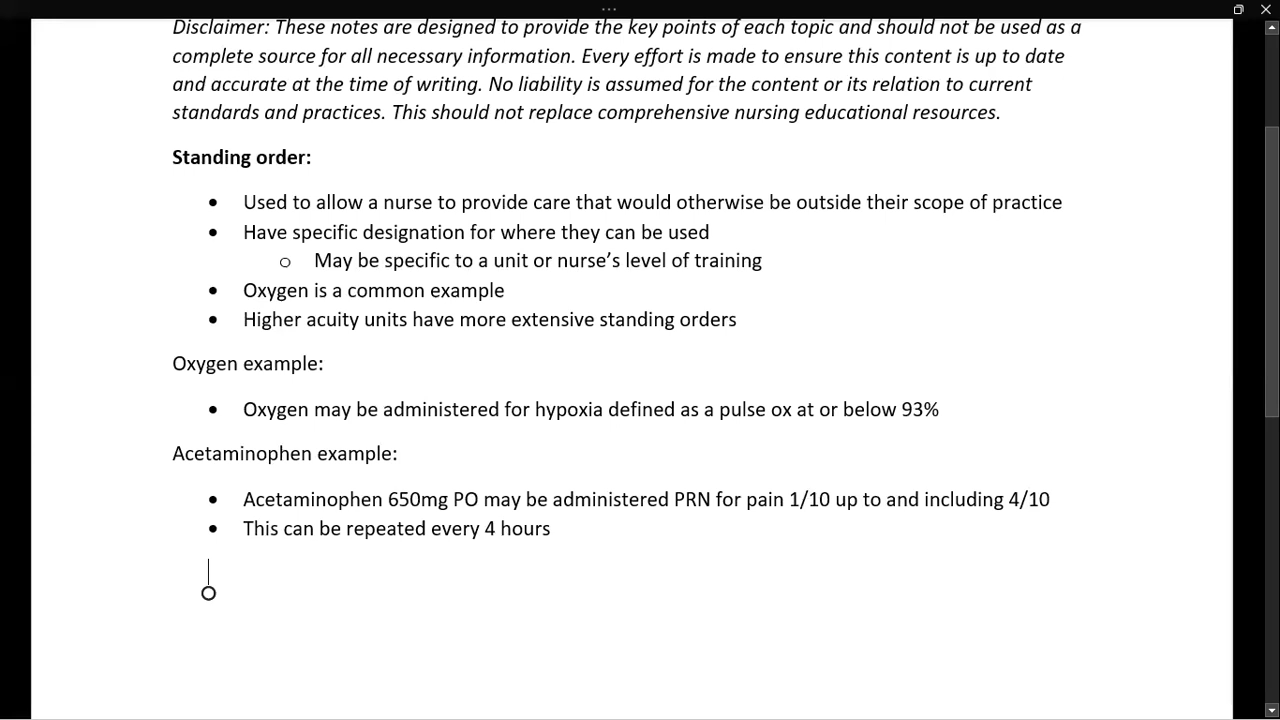 Disclaimer: These notes are designed to provide the key points of each topic and should not be used as a
complete source for all necessary information. Every effort is made to ensure this content is up to date
and accurate at the time of writing. No liability is assumed for the content or its relation to current
standards and practices. This should not replace comprehensive nursing educational resources.
Standing order:
• Used to allow a nurse to provide care that would otherwise be outside their scope of practice
• Have specific designation for where they can be used
o May be specific to a unit or nurse’s level of training
• Oxygen is a common example
• Higher acuity units have more extensive standing orders
Oxygen example:
• Oxygen may be administered for hypoxia defined as a pulse ox at or below 93%
Acetaminophen example:
• Acetaminophen 650mg PO may be administered PRN for pain 1/10 up to and including 4/10
• This can be repeated every 4 hours